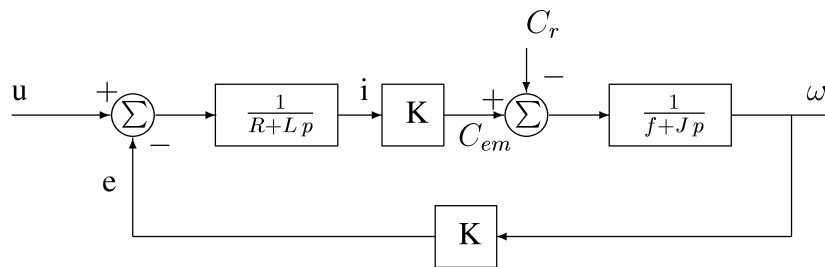 C_r
u + Σ − 1/(R+L p) i K + C_em − Σ 1/(f+J p) ω
e
K